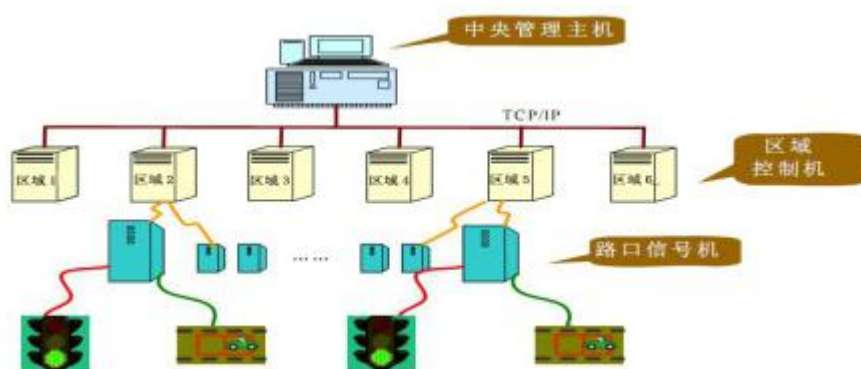 中央管理主机
TCP/IP
区域
控制机
区域1
区域2
区域3
区域4
区域5
区域6
路口信号机
……